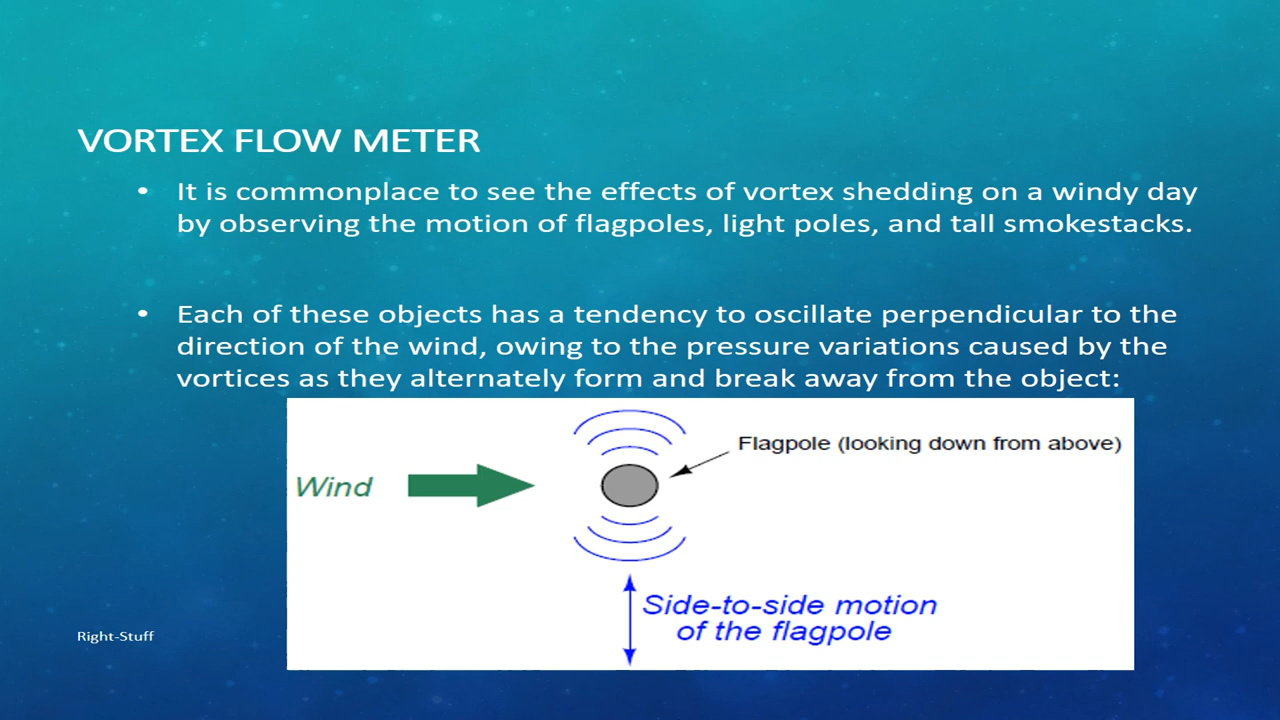 VORTEX FLOW METER
• It is commonplace to see the effects of vortex shedding on a windy day
by observing the motion of flagpoles, light poles, and tall smokestacks.
• Each of these objects has a tendency to oscillate perpendicular to the
direction of the wind, owing to the pressure variations caused by the
vortices as they alternately form and break away from the object:
Flagpole (looking down from above)
Wind
Side-to-side motion
of the flagpole
Right-Stuff